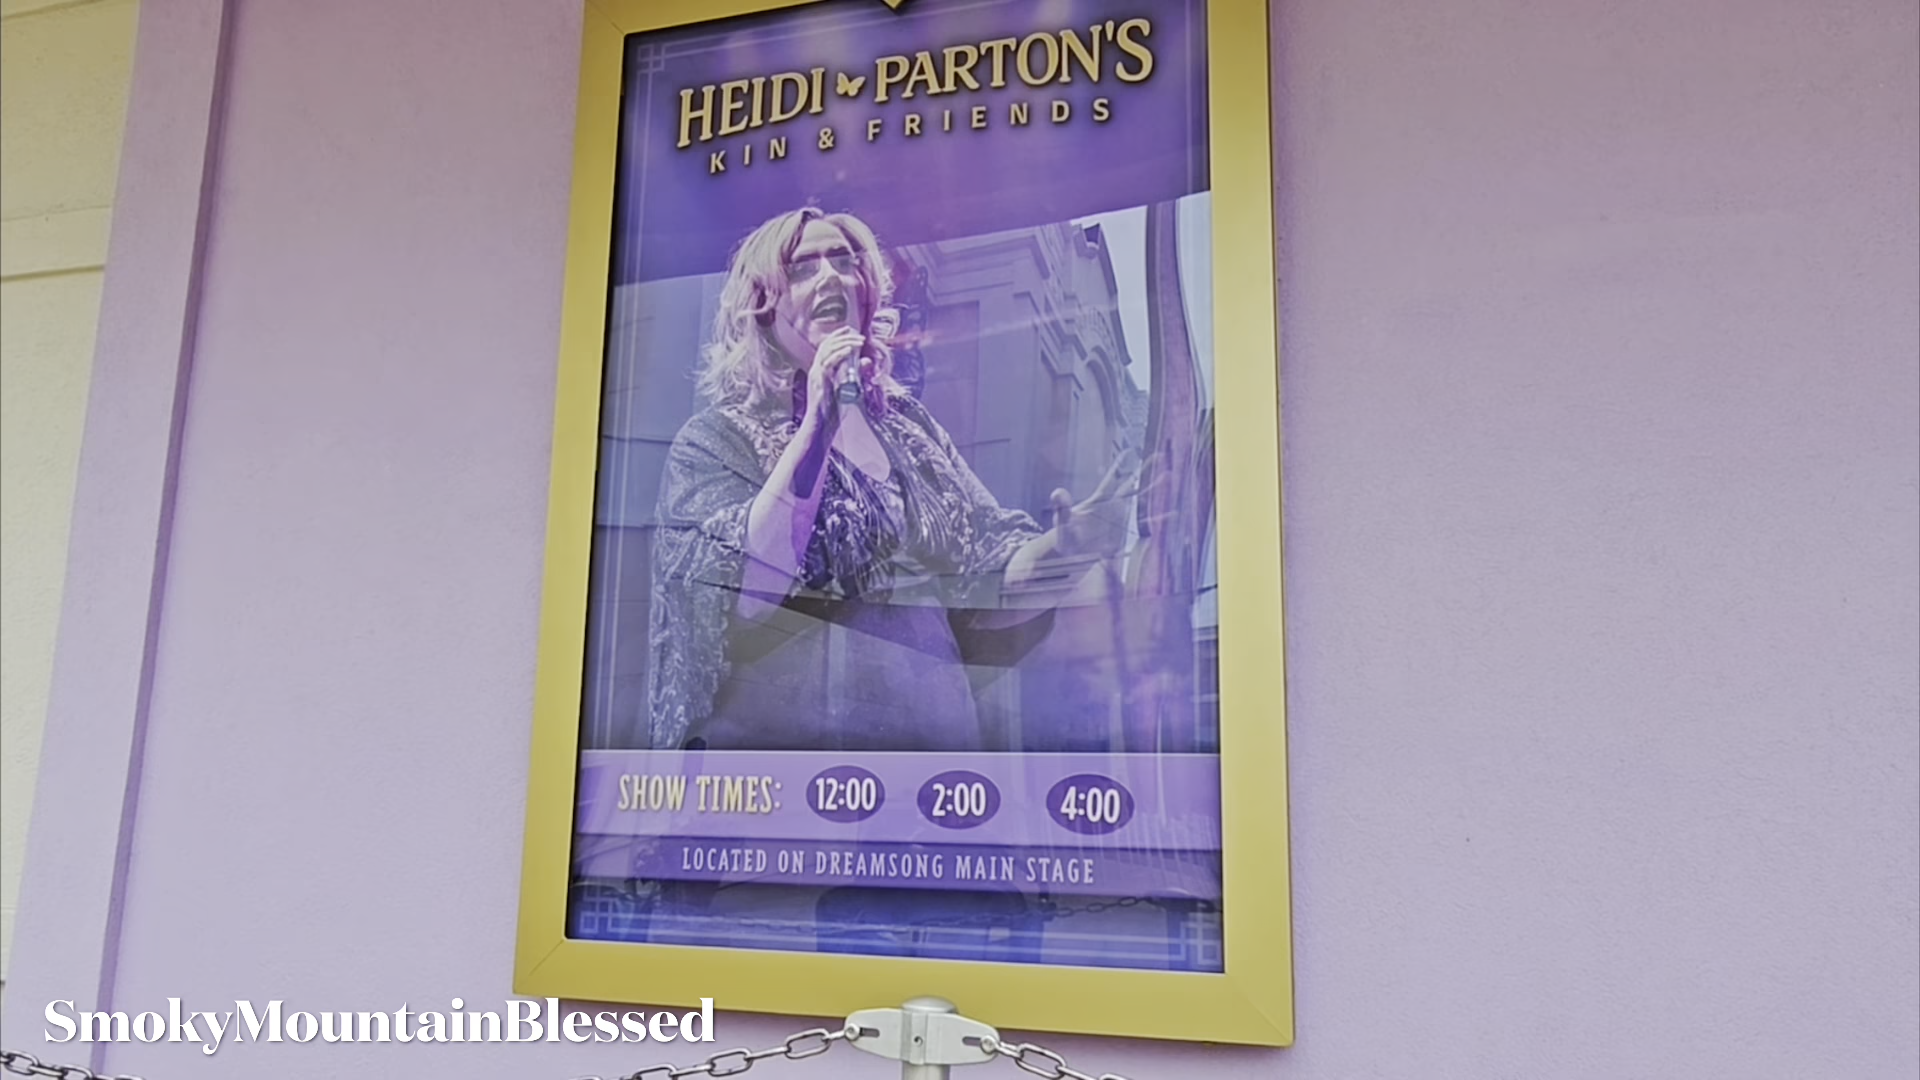 HEIDI PARTON'S
KIN & FRIENDS
SHOW TIMES: 12:00 2:00 4:00
LOCATED ON DREAMSONG MAIN STAGE
SmokyMountainBlessed